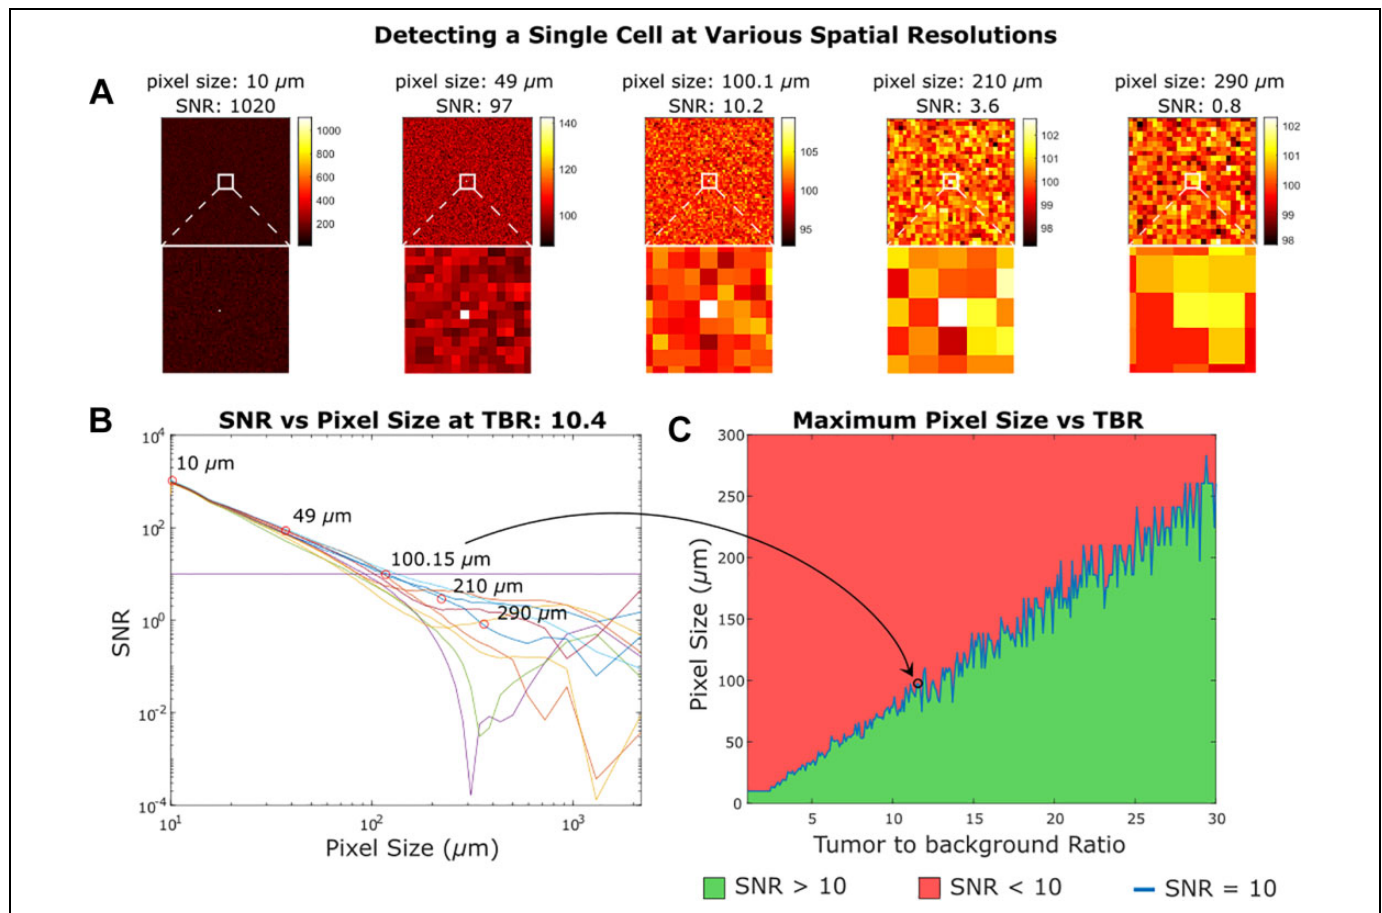 Detecting a Single Cell at Various Spatial Resolutions
A
pixel size: 10 µm
SNR: 1020
pixel size: 49 µm
SNR: 97
pixel size: 100.1 µm
SNR: 10.2
pixel size: 210 µm
SNR: 3.6
pixel size: 290 µm
SNR: 0.8
1000
800
600
400
200
140
120
100
105
100
95
102
101
100
99
98
102
101
100
99
98
B
SNR vs Pixel Size at TBR: 10.4
SNR
10^4
10^2
10^0
10^-2
10^-4
10 µm
49 µm
100.15 µm
210 µm
290 µm
10^1
10^2
10^3
Pixel Size (µm)
C
Maximum Pixel Size vs TBR
Pixel Size (µm)
300
250
200
150
100
50
0
5
10
15
20
25
30
Tumor to background Ratio
SNR > 10
SNR < 10
SNR = 10